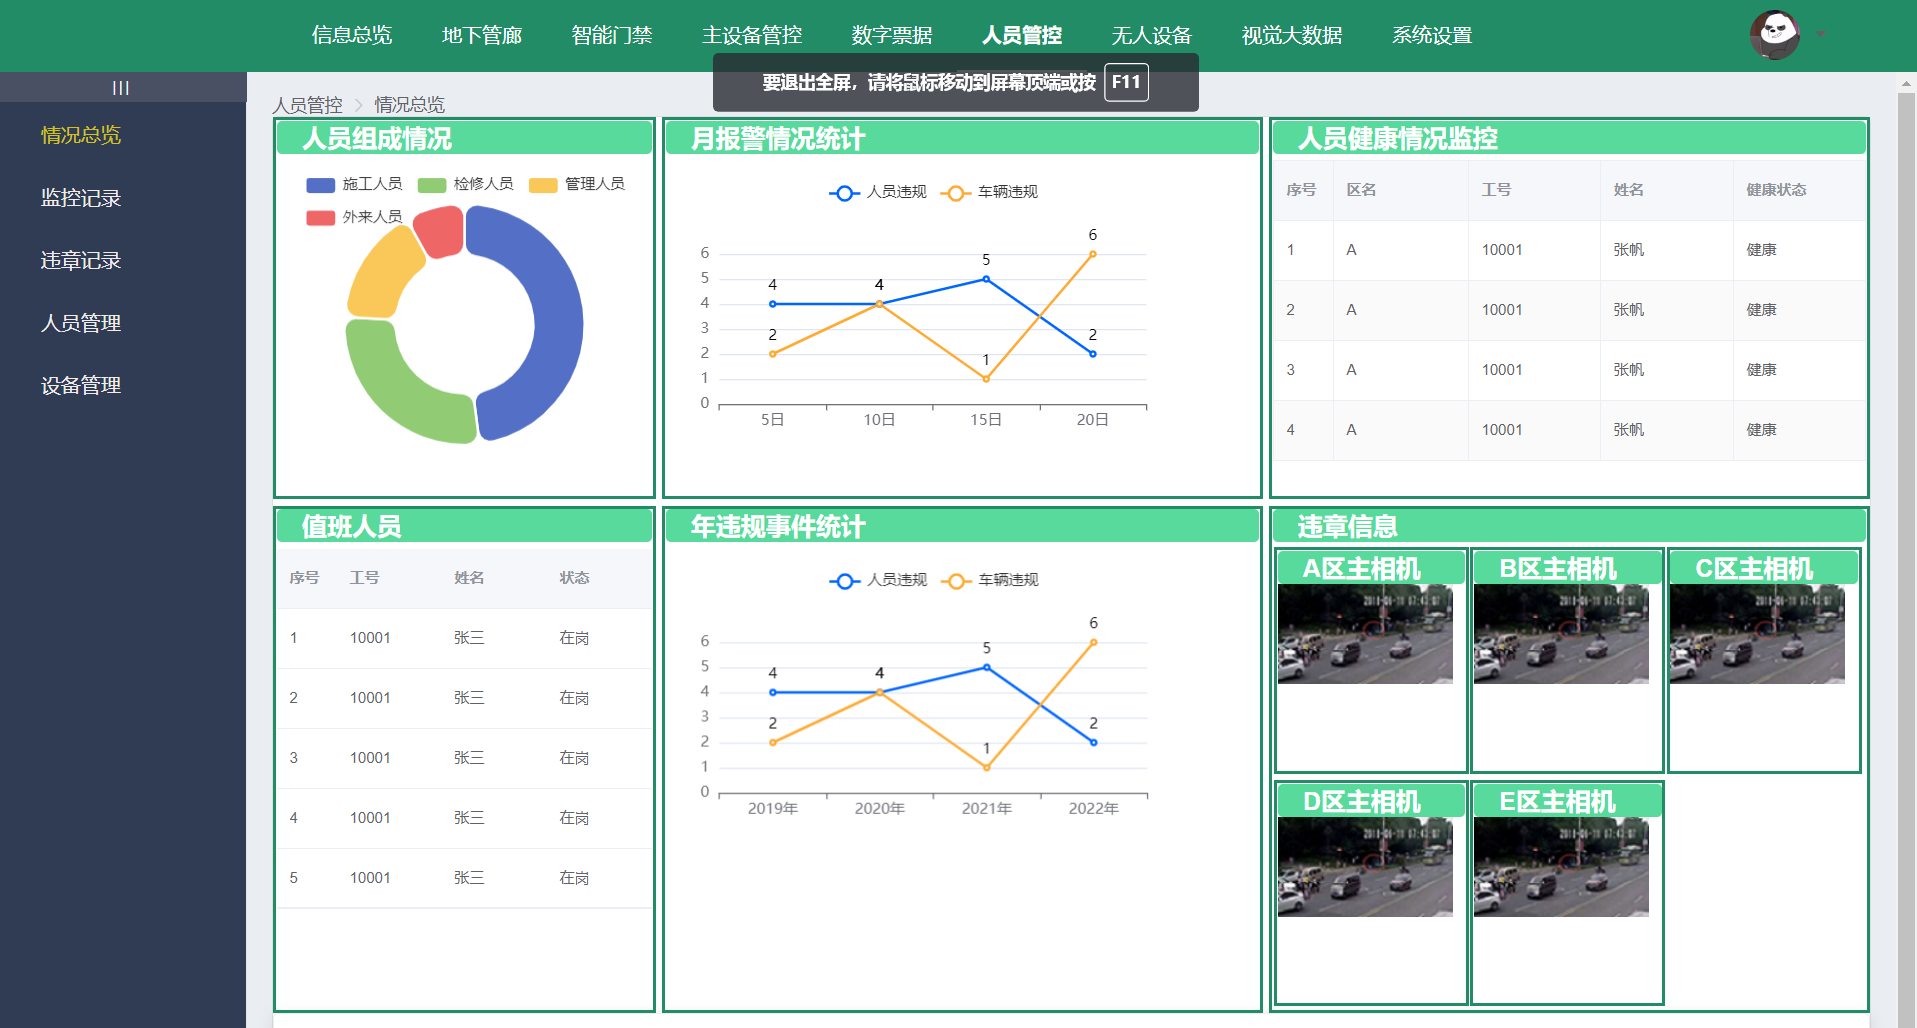 信息总览 地下管廊 智能门禁 主设备管控 数字票据 人员管控 无人设备 视觉大数据 系统设置
要退出全屏，请将鼠标移动到屏幕顶端或按 F11
情况总览
监控记录
违章记录
人员管理
设备管理
人员管控 > 情况总览
人员组成情况
施工人员 检修人员 管理人员
外来人员
月报警情况统计
人员违规 车辆违规
6
5
4
3
2
1
0
4 4 5 2
2 4 1 6
5日 10日 15日 20日
人员健康情况监控
序号 区名 工号 姓名 健康状态
1 A 10001 张帆 健康
2 A 10001 张帆 健康
3 A 10001 张帆 健康
4 A 10001 张帆 健康
值班人员
序号 工号 姓名 状态
1 10001 张三 在岗
2 10001 张三 在岗
3 10001 张三 在岗
4 10001 张三 在岗
5 10001 张三 在岗
年违规事件统计
人员违规 车辆违规
6
5
4
3
2
1
0
4 4 5 2
2 4 1 6
2019年 2020年 2021年 2022年
违章信息
A区主相机 B区主相机 C区主相机
D区主相机 E区主相机